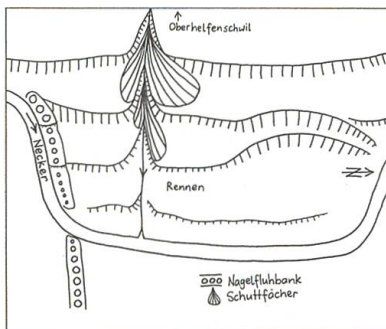 Oberhelfenschwil
Necker
Rennen
N
Nagelfluhbank
Schuttfächer